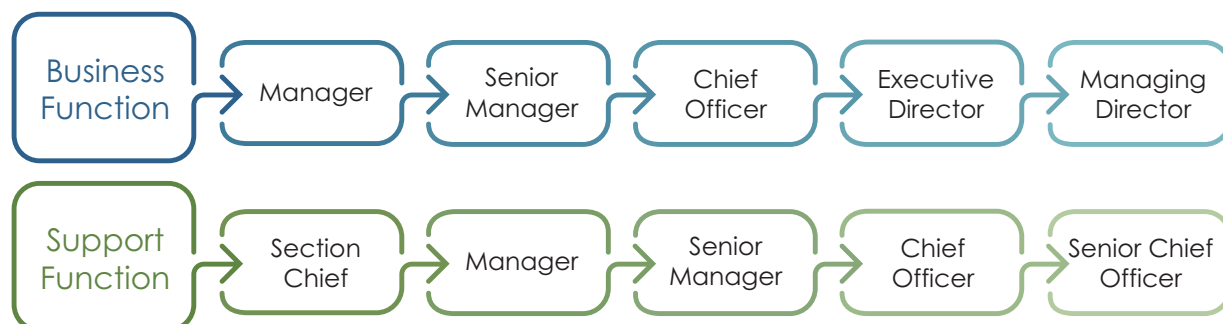 Business
Function
Manager
Senior
Manager
Chief
Officer
Executive
Director
Managing
Director
Support
Function
Section
Chief
Manager
Senior
Manager
Chief
Officer
Senior Chief
Officer